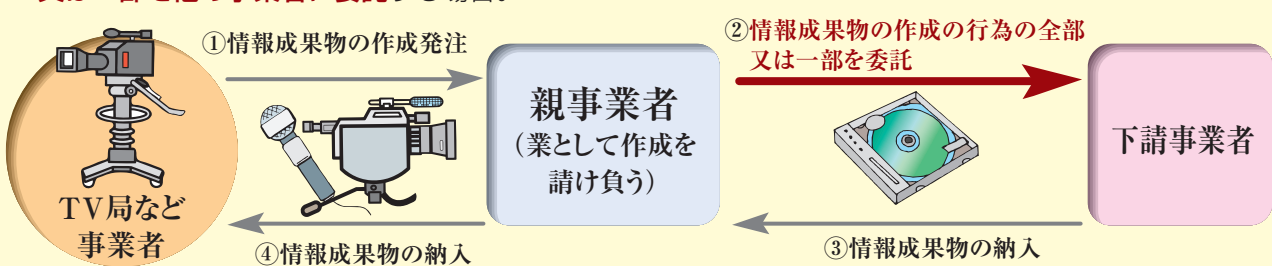 ①情報成果物の作成発注
②情報成果物の作成の行為の全部
又は一部を委託
親事業者
(業として作成を
請け負う)
下請事業者
TV局など
事業者
④情報成果物の納入
③情報成果物の納入